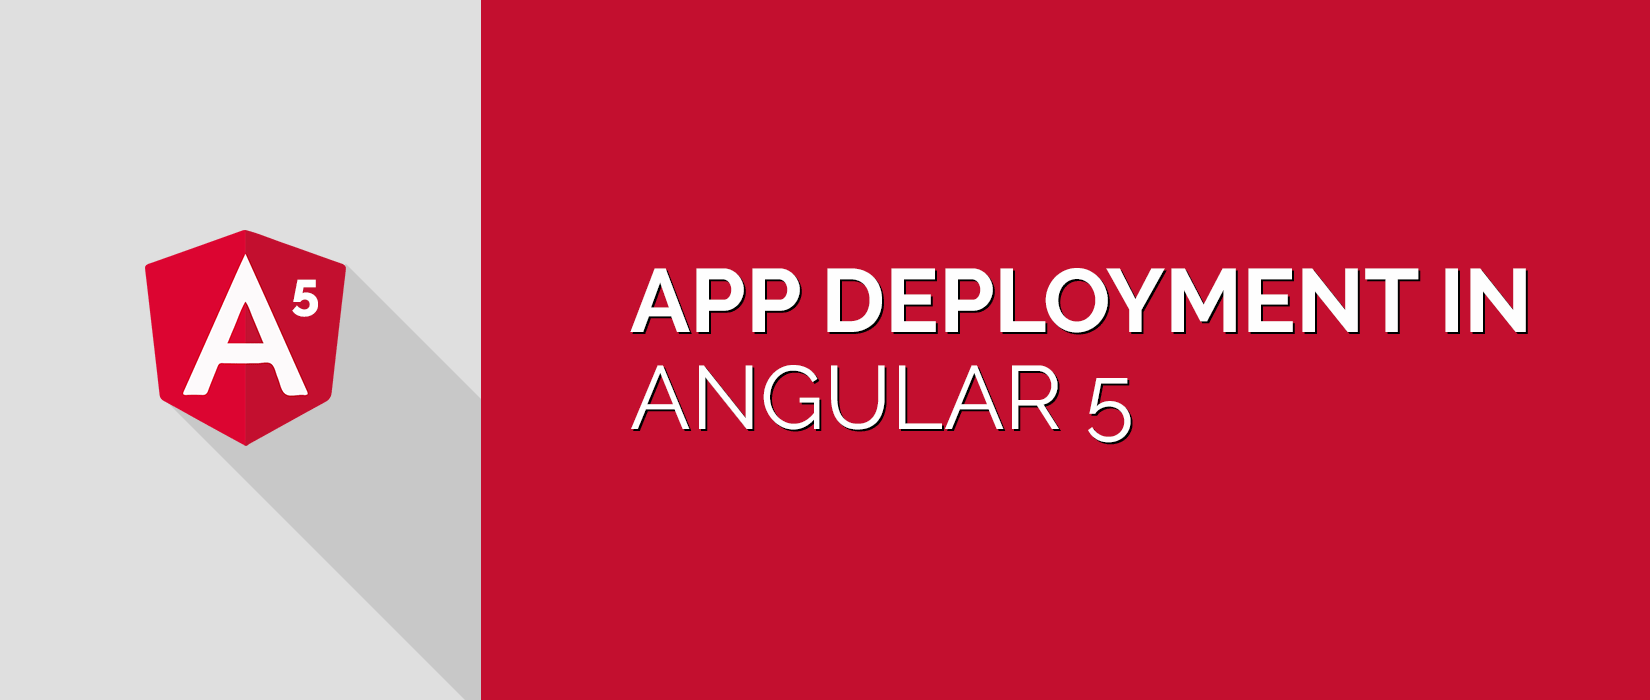 A 5
APP DEPLOYMENT IN
ANGULAR 5